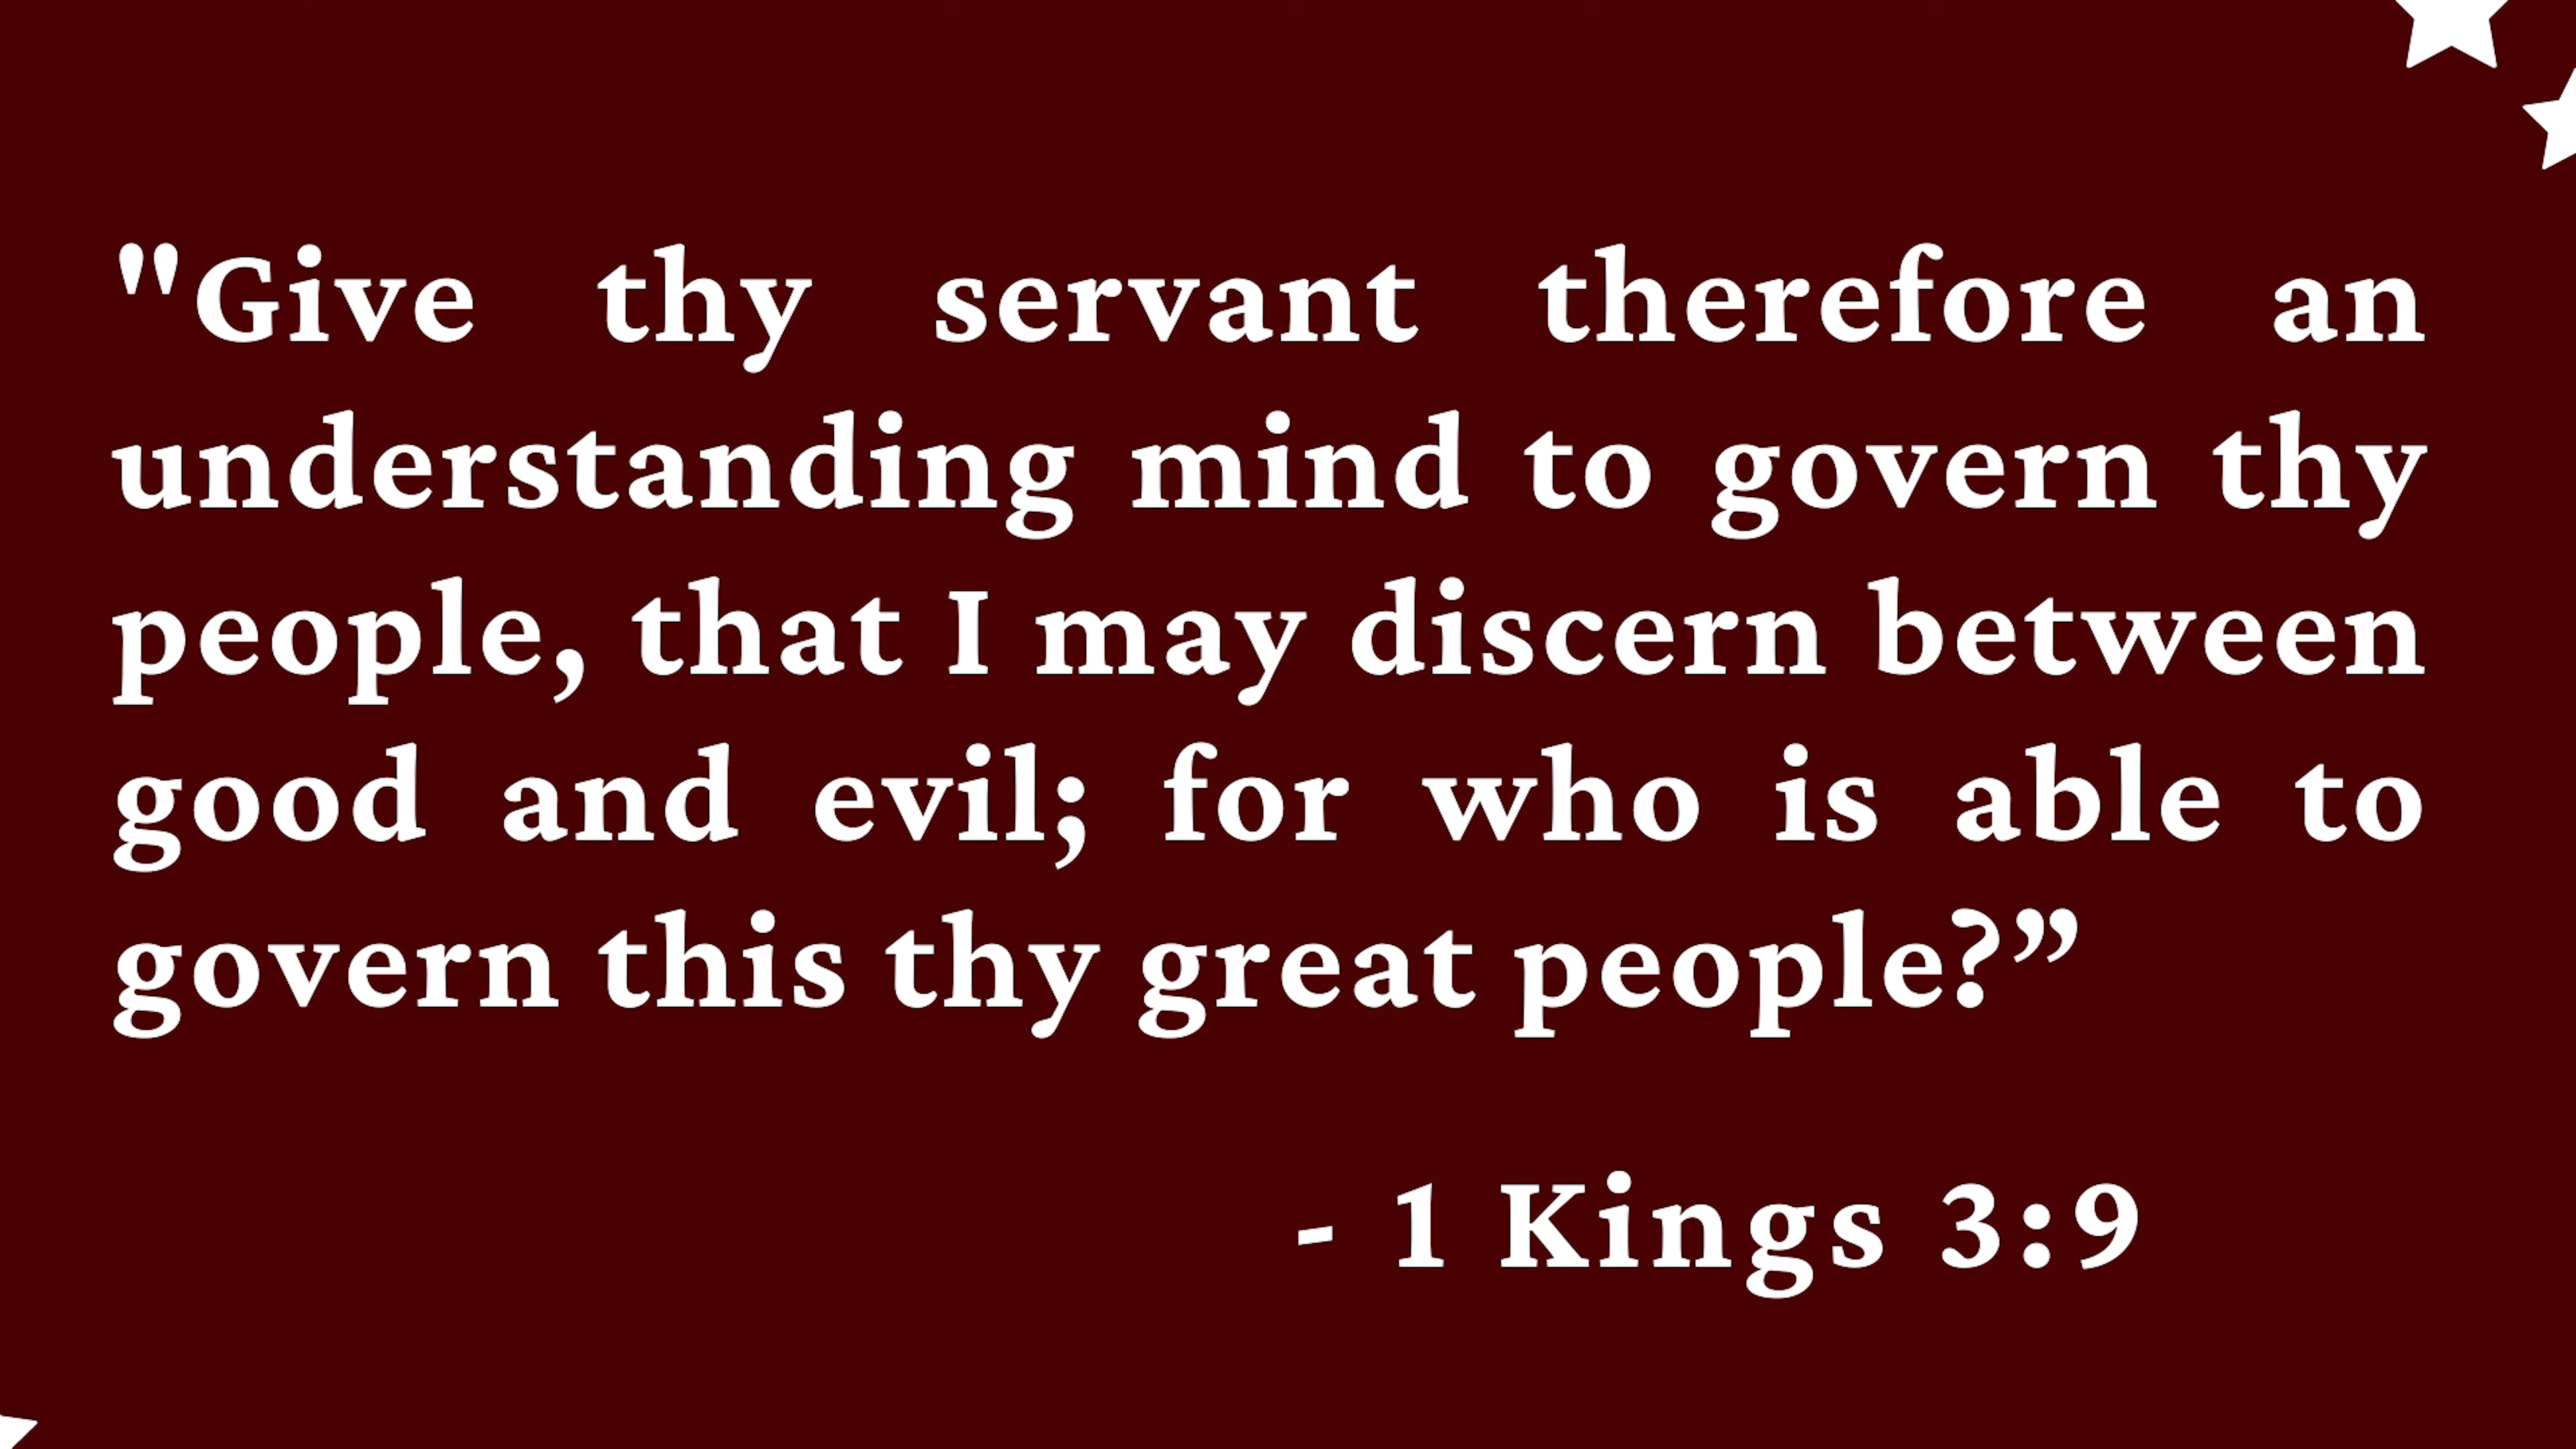 "Give thy servant therefore an
understanding mind to govern thy
people, that I may discern between
good and evil; for who is able to
govern this thy great people?”
- 1 Kings 3:9